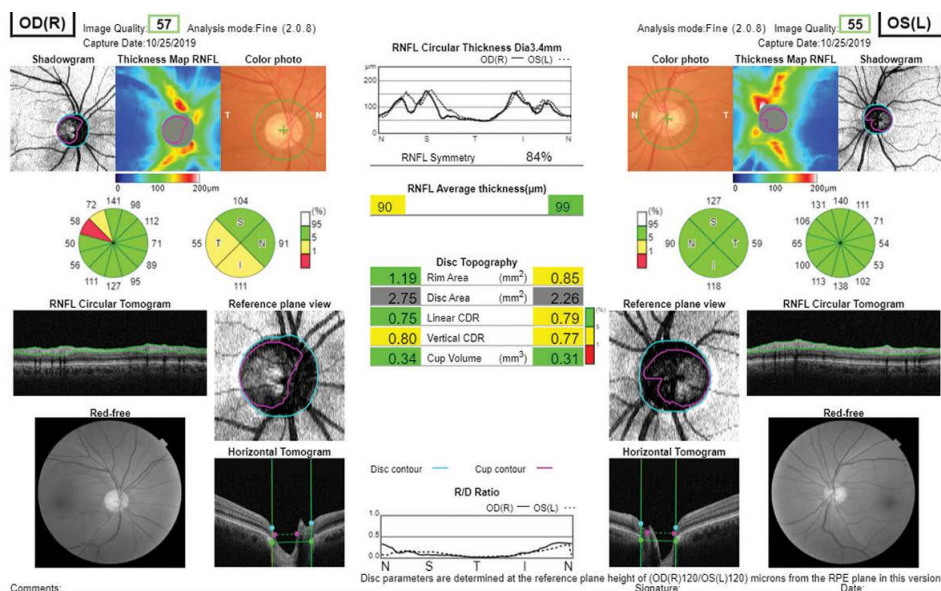 OD(R) Image Quality: 57 Analysis mode:Fine (2.0.8)
Capture Date:10/25/2019
Shadowgram Thickness Map RNFL Color photo
T N
0 100 200μm
RNFL Circular Thickness Dia3.4mm
OD(R) OS(L)
μm
200
100
0
N S T I N
RNFL Symmetry 84%
RNFL Average thickness(μm)
90 99
Analysis mode:Fine (2.0.8) Image Quality: 55 OS(L)
Capture Date:10/25/2019
Color photo Thickness Map RNFL Shadowgram
T N
0 100 200μm
141
98
112
71
89
95
127
111
56
50
58
72
104
S
T N
I
55 91
111
(%)
95
5
1
127
S
N T
I
90 59
118
140
111
71
54
53
102
138
113
100
65
106
131
(%)
95
5
1
Disc Topography
1.19 Rim Area (mm2) 0.85
2.75 Disc Area (mm2) 2.26
0.75 Linear CDR 0.79
0.80 Vertical CDR 0.77
0.34 Cup Volume (mm3) 0.31
(%)
5
1
RNFL Circular Tomogram Reference plane view
Red-free
Horizontal Tomogram
Disc contour Cup contour
R/D Ratio
OD(R) OS(L)
1.0
0.5
0.0
N S T I N
Reference plane view RNFL Circular Tomogram
Red-free
Horizontal Tomogram
Disc parameters are determined at the reference plane height of (OD(R)120/OS(L)120) microns from the RPE plane in this version
Comments: Signature: Date: